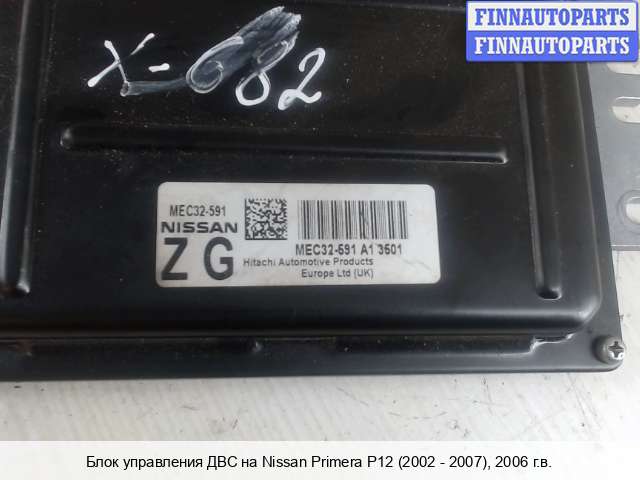 FINNAUTOPARTS
FINNAUTOPARTS
X-682
MEC32-591
NISSAN
Z G
MEC32-591 A1 3601
Hitachi Automotive Products
Europe Ltd (UK)
Блок управления ДВС на Nissan Primera P12 (2002 - 2007), 2006 г.в.